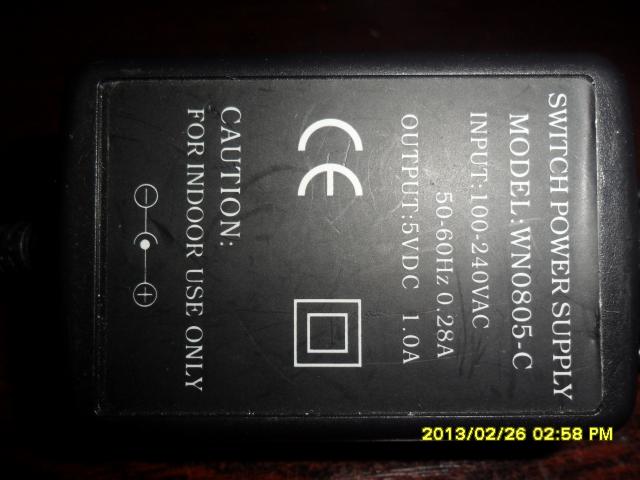 SWITCH POWER SUPPLY
MODEL:WN0805-C
INPUT:100-240VAC
50-60Hz 0.28A
OUTPUT:5VDC 1.0A
CE
CAUTION:
FOR INDOOR USE ONLY
2013/02/26 02:58 PM